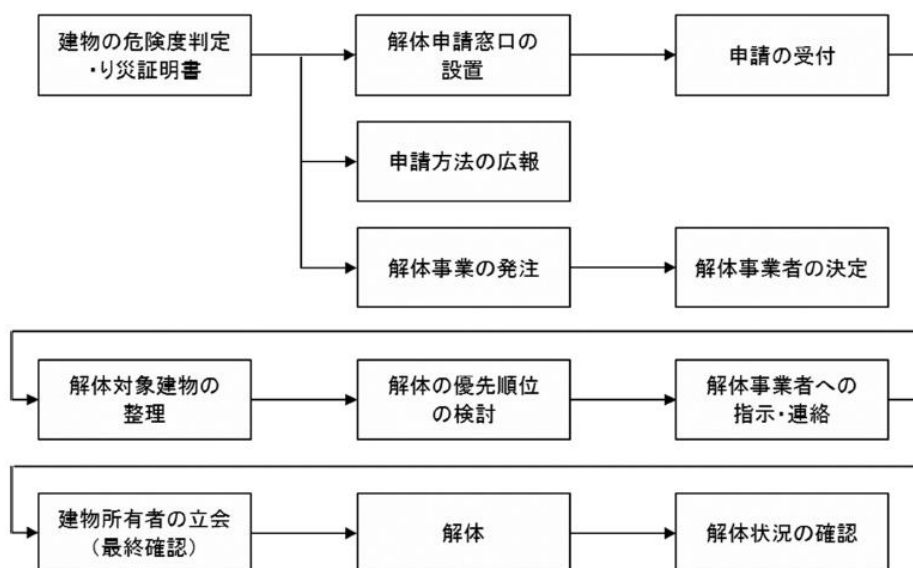 建物の危険度判定
・り災証明書
解体申請窓口の
設置
申請の受付
申請方法の広報
解体事業の発注
解体事業者の決定
解体対象建物の
整理
解体の優先順位
の検討
解体事業者への
指示・連絡
建物所有者の立会
(最終確認)
解体
解体状況の確認